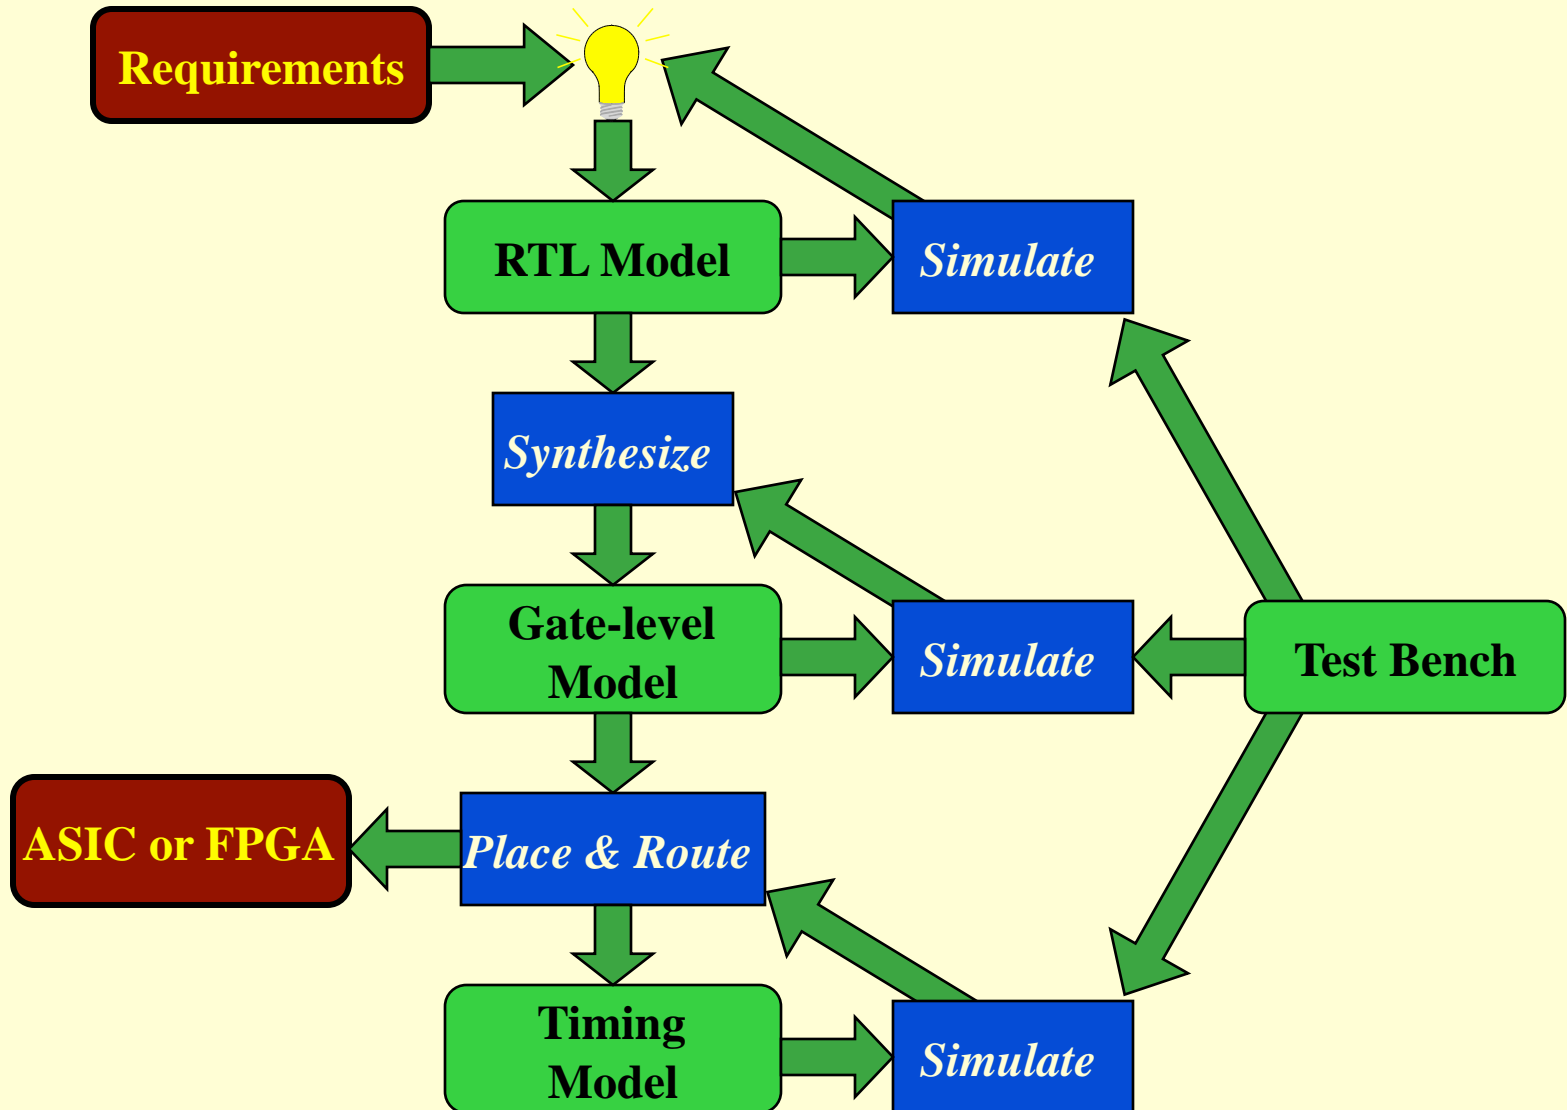 Requirements
RTL Model
Simulate
Synthesize
Gate-level
Model
Simulate
Test Bench
ASIC or FPGA
Place & Route
Timing
Model
Simulate